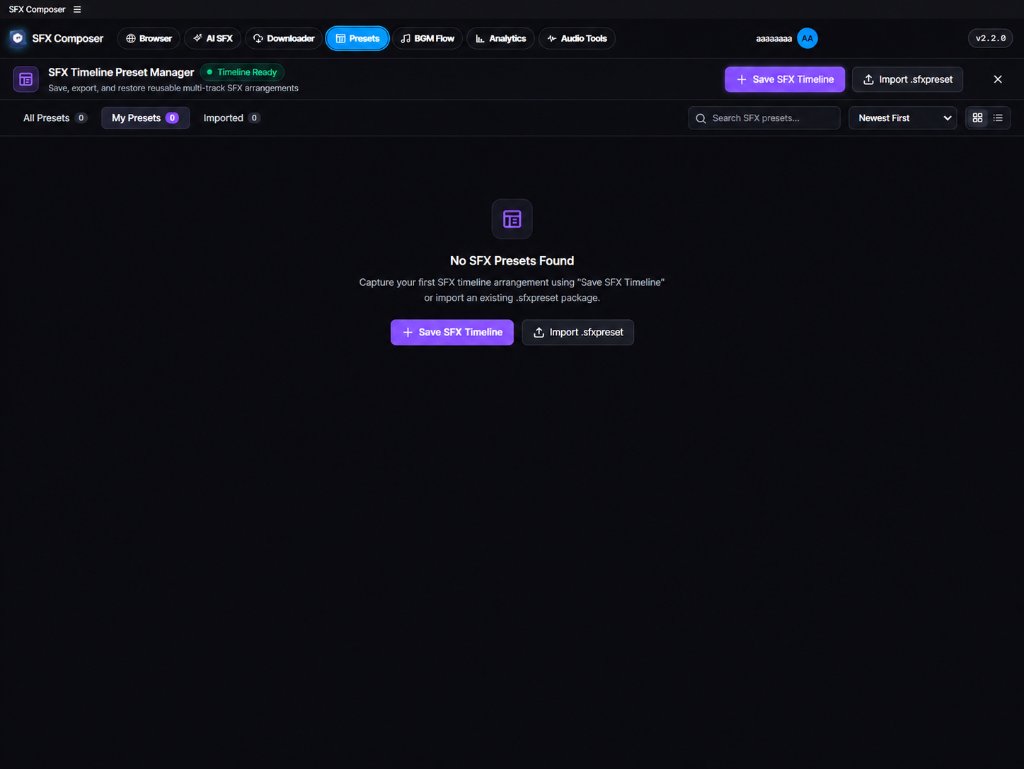 SFX Composer
SFX Composer Browser AI SFX Downloader Presets BGM Flow Analytics Audio Tools aaaaaaaa AA v2.2.0
SFX Timeline Preset Manager Timeline Ready
Save, export, and restore reusable multi-track SFX arrangements
Save SFX Timeline Import .sfxpreset
All Presets 0 My Presets 0 Imported 0 Search SFX presets... Newest First
No SFX Presets Found
Capture your first SFX timeline arrangement using "Save SFX Timeline"
or import an existing .sfxpreset package.
Save SFX Timeline Import .sfxpreset